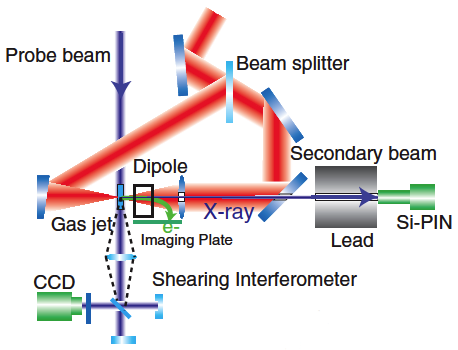 Probe beam
Beam splitter
Dipole
Secondary beam
Gas jet
X-ray
e-
Si-PIN
Imaging Plate
Lead
CCD
Shearing Interferometer